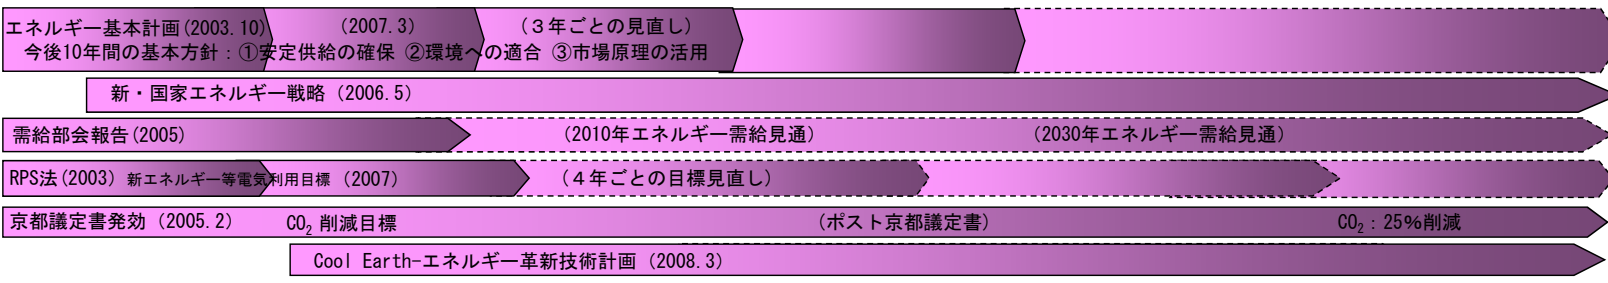 エネルギー基本計画(2003.10) (2007.3) (３年ごとの見直し)
今後10年間の基本方針：①安定供給の確保 ②環境への適合 ③市場原理の活用
新・国家エネルギー戦略 (2006.5)
需給部会報告(2005) (2010年エネルギー需給見通) (2030年エネルギー需給見通)
RPS法(2003) 新エネルギー等電気利用目標 (2007) (４年ごとの目標見直し)
京都議定書発効 (2005.2) CO₂ 削減目標 (ポスト京都議定書) CO₂：25%削減
Cool Earth-エネルギー革新技術計画 (2008.3)